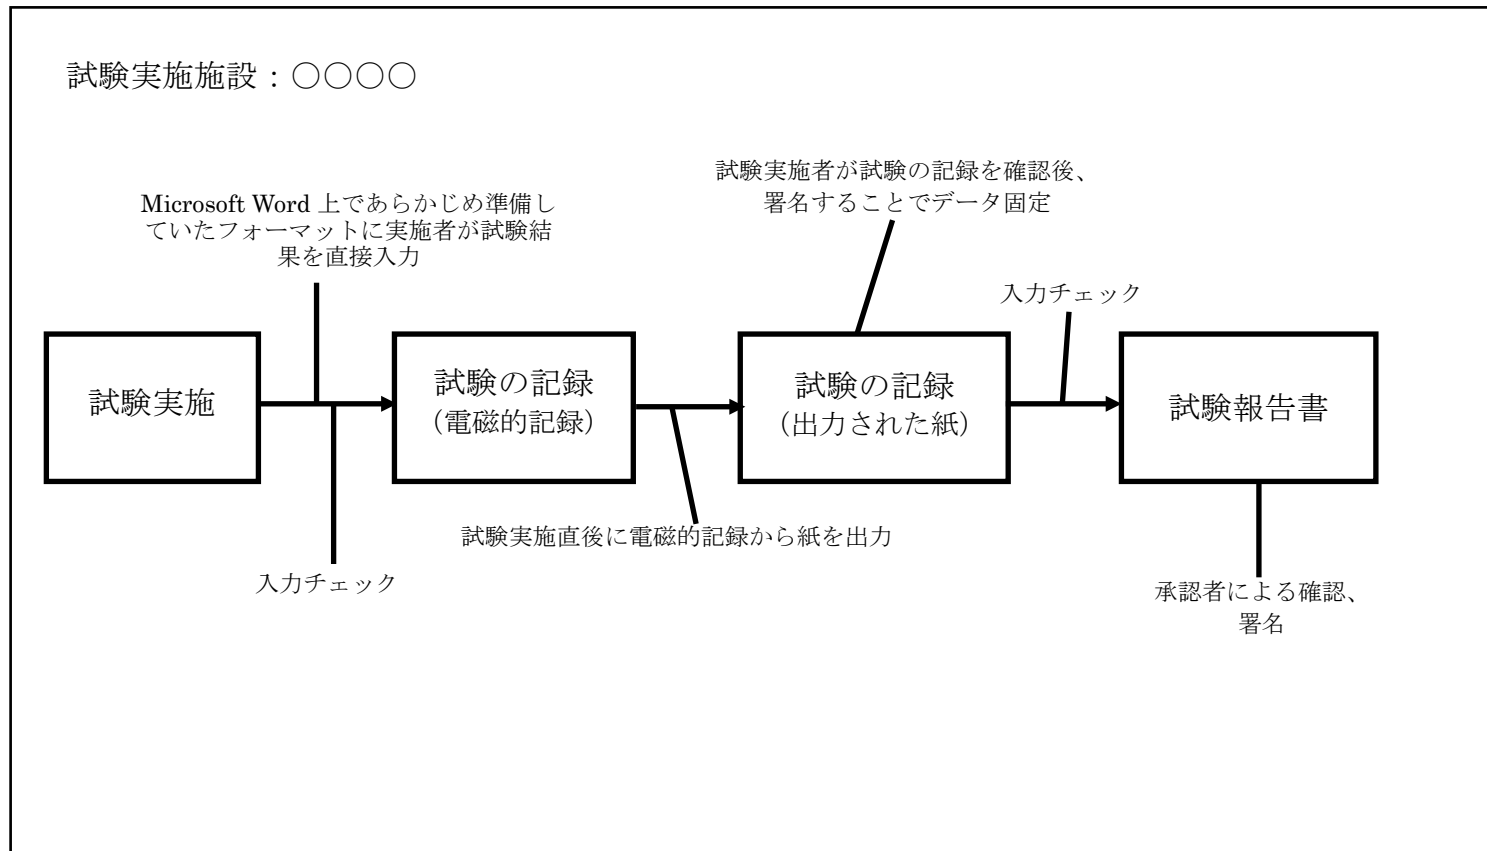 試験実施施設：○○○○
試験実施者が試験の記録を確認後、
署名することでデータ固定
Microsoft Word 上であらかじめ準備し
ていたフォーマットに実施者が試験結
果を直接入力
入力チェック
試験実施
試験の記録
（電磁的記録）
試験の記録
（出力された紙）
試験報告書
試験実施直後に電磁的記録から紙を出力
入力チェック
承認者による確認、
署名